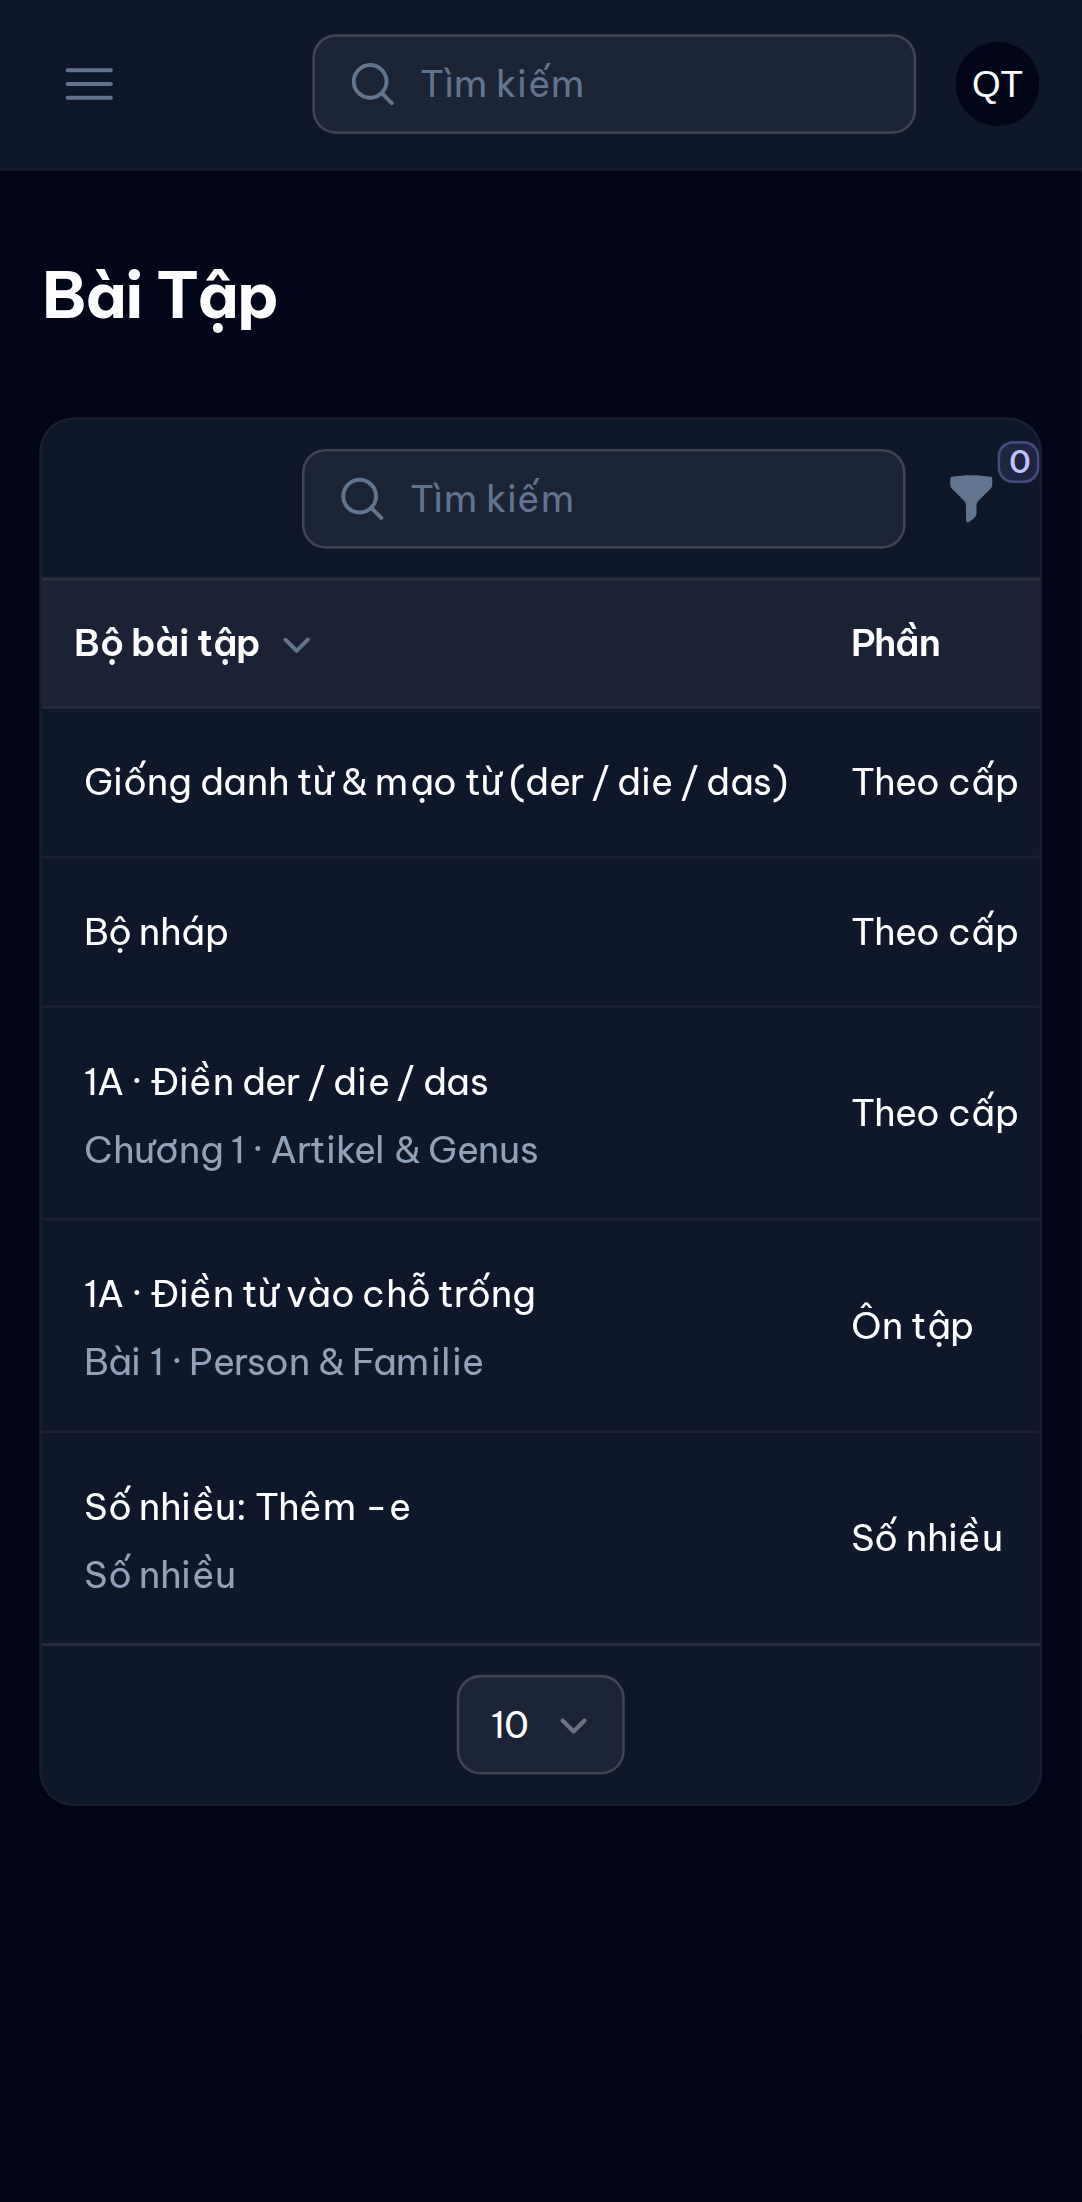 Tìm kiếm
QT
Bài Tập
Tìm kiếm
0
Bộ bài tập
Phần
Giống danh từ & mạo từ (der / die / das)
Theo cấp
Bộ nháp
Theo cấp
1A · Điền der / die / das
Chương 1 · Artikel & Genus
Theo cấp
1A · Điền từ vào chỗ trống
Bài 1 · Person & Familie
Ôn tập
Số nhiều: Thêm -e
Số nhiều
Số nhiều
10